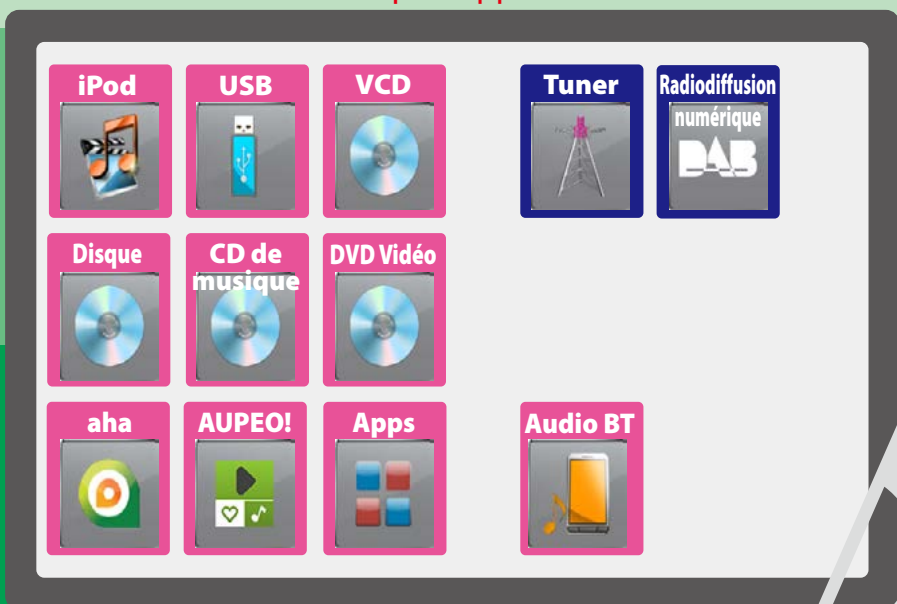 iPod
USB
VCD
Tuner
Radiodiffusion
numérique
DAB
Disque
CD de
musique
DVD Vidéo
aha
AUPEO!
Apps
Audio BT